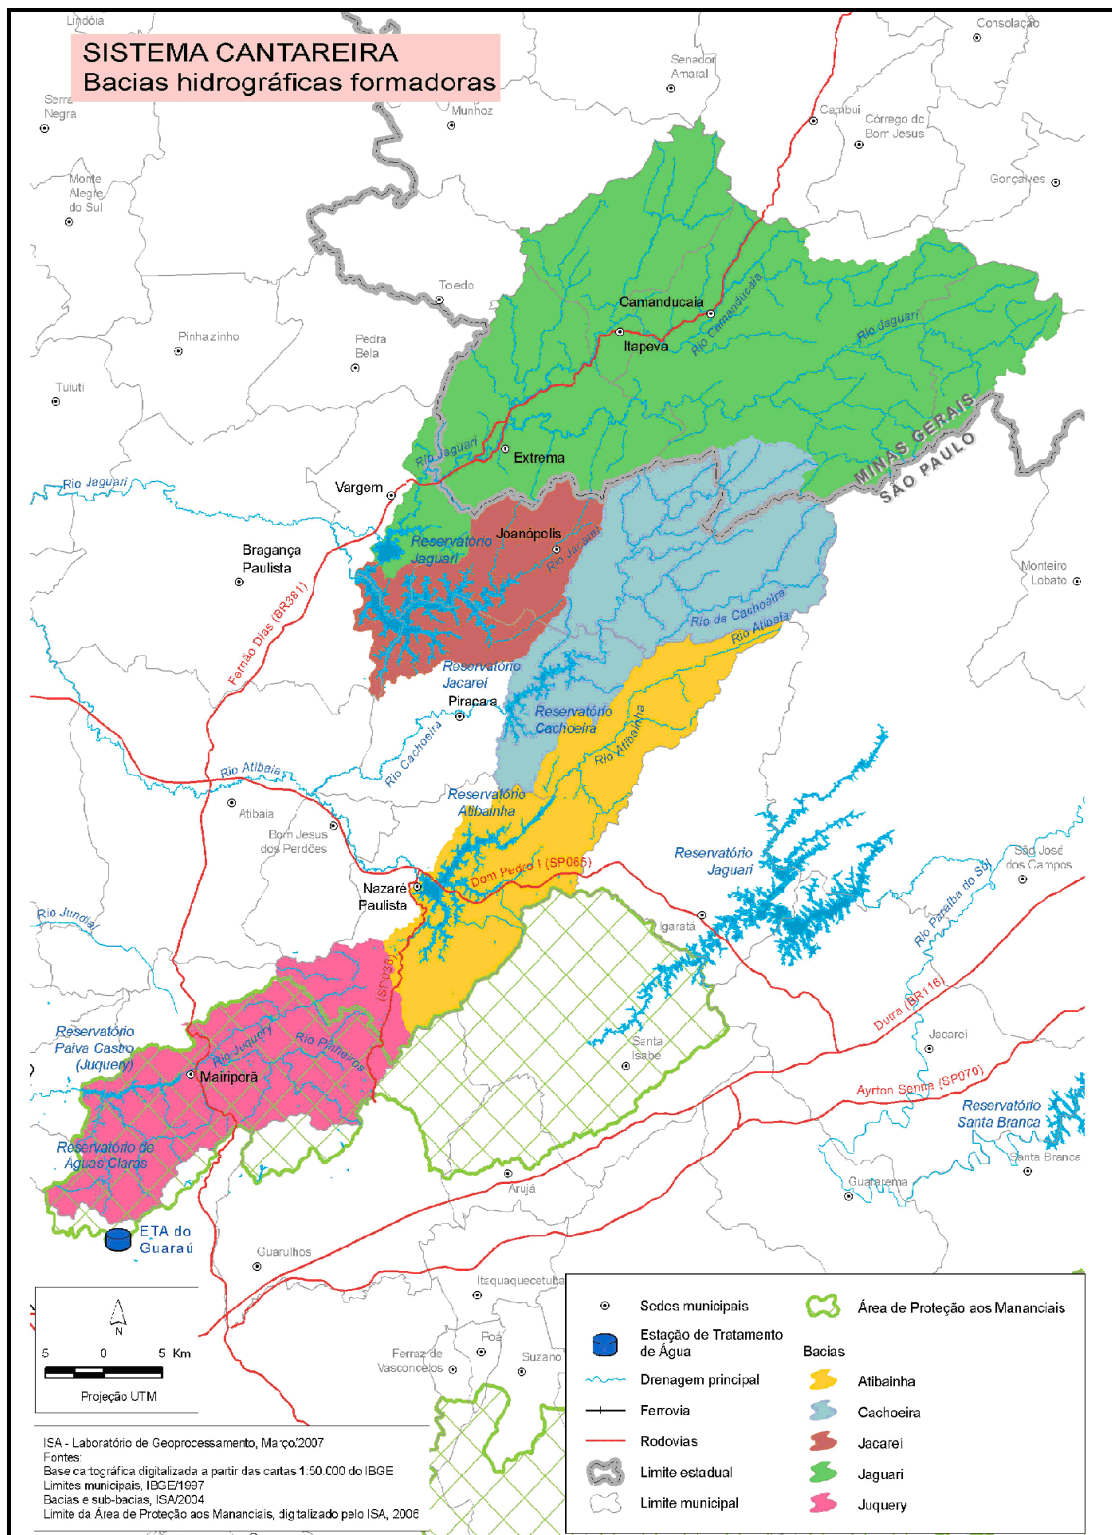 Lindóia
SISTEMA CANTAREIRA
Bacias hidrográficas formadoras
Consolação
Senador
Amaral
Serra
Negra
Munhoz
Cambui
Córrego do
Bom Jesus
Monte
Alegre
do Sul
Gonçalves
Toledo
Camanducaia
Rio Camanducaia
Itapeva
Rio Jaguari
Pinhazinho
Pedra
Bela
Tuiuti
MINAS GERAIS
SÃO PAULO
Rio Jaguari
Extrema
Rio Jaguari
Vargem
Reservatório
Jaguari
Joanópolis
Rio Jacareí
Bragança
Paulista
Monteiro
Lobato
Fernão Dias (BR381)
Rio da Cachoeira
Rio Atibaia
Reservatório
Jacareí
Piracaia
Reservatório
Cachoeira
Rio Cachoeira
Rio Atibainha
Rio Atibaia
Reservatório
Atibainha
Atibaia
Bom Jesus
dos Perdões
Dom Pedro I (SP065)
Reservatório
Jaguari
São José
dos Campos
Nazaré
Paulista
Rio Paraíba do Sul
Rio Jundiaí
Igaratá
(SP036)
Dutra (BR116)
Reservatório
Paiva Castro
(Juquery)
Rio Juquery
Rio Pinheiros
Mairiporã
Santa
Isabel
Jacareí
Ayrton Senna (SP070)
Reservatório
Santa Branca
Reservatório de
Águas Claras
Santa Branca
Arujá
Guararema
ETA do
Guaraú
Guarulhos
Itaquaquecetuba
Poá
Ferraz de
Vasconcelos
Suzano
N
5 0 5 Km
Projeção UTM
Sedes municipais
Estação de Tratamento
de Água
Drenagem principal
Ferrovia
Rodovias
Limite estadual
Limite municipal
Área de Proteção aos Mananciais
Bacias
Atibainha
Cachoeira
Jacareí
Jaguari
Juquery
ISA - Laboratório de Geoprocessamento, Março/2007
Fontes:
Base cartográfica digitalizada a partir das cartas 1:50.000 do IBGE
Limites municipais, IBGE/1997
Bacias e sub-bacias, ISA/2004
Limite da Área de Proteção aos Mananciais, digitalizado pelo ISA, 2006